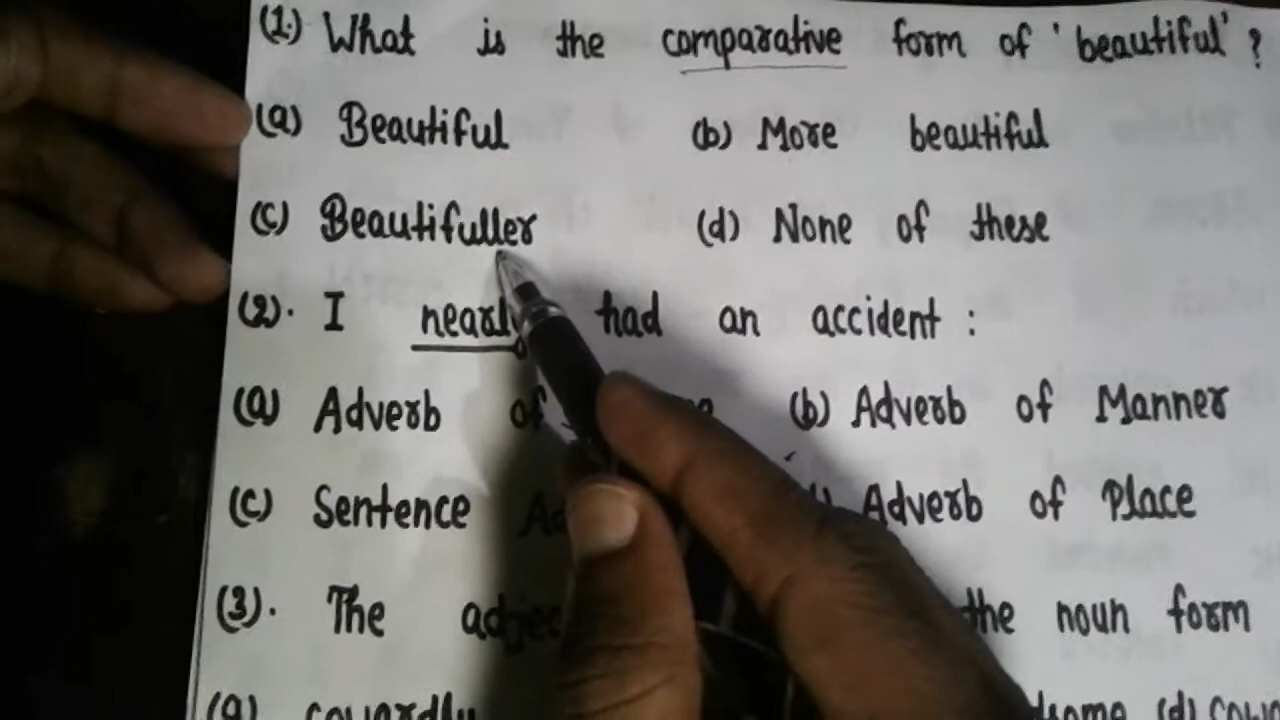 (1.) What is the comparative form of 'beautiful' ?
(a) Beautiful (b) More beautiful
(c) Beautifuller (d) None of these
(2). I nearly had an accident :
(a) Adverb of (b) Adverb of Manner
(c) Sentence Adverb of Place
(3). The the noun form
(a) cowardly (d)